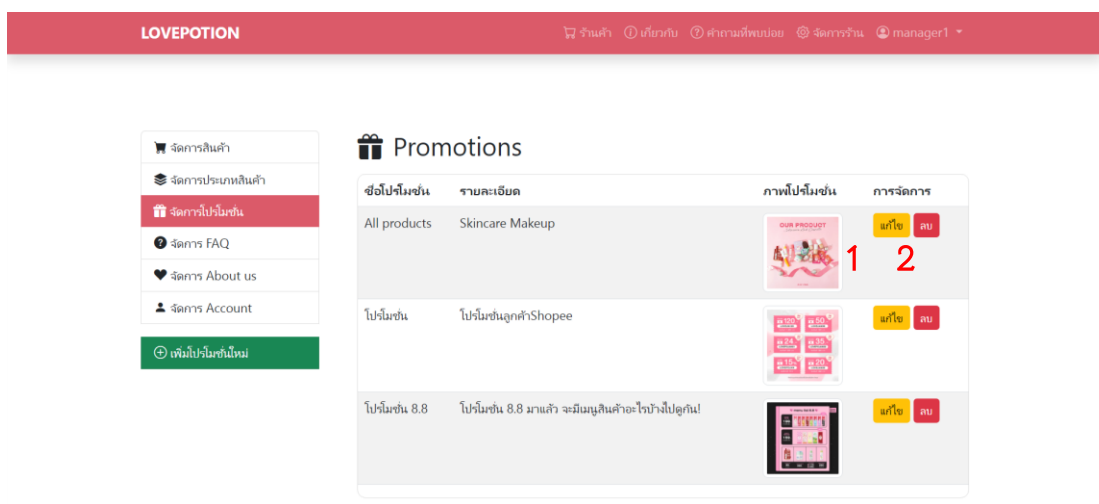 LOVEPOTION ร้านค้า เกี่ยวกับ คำถามที่พบบ่อย จัดการร้าน manager1
จัดการสินค้า
จัดการประเภทสินค้า
จัดการโปรโมชั่น
จัดการ FAQ
จัดการ About us
จัดการ Account
เพิ่มโปรโมชั่นใหม่
Promotions
ชื่อโปรโมชั่น รายละเอียด ภาพโปรโมชั่น การจัดการ
All products Skincare Makeup แก้ไข ลบ
OUR PRODUCT
1 2
โปรโมชั่น โปรโมชั่นลูกค้าShopee แก้ไข ลบ
120 50
24 35
15 20
โปรโมชั่น 8.8 โปรโมชั่น 8.8 มาแล้ว จะมีเมนูสินค้าอะไรบ้างไปดูกัน! แก้ไข ลบ